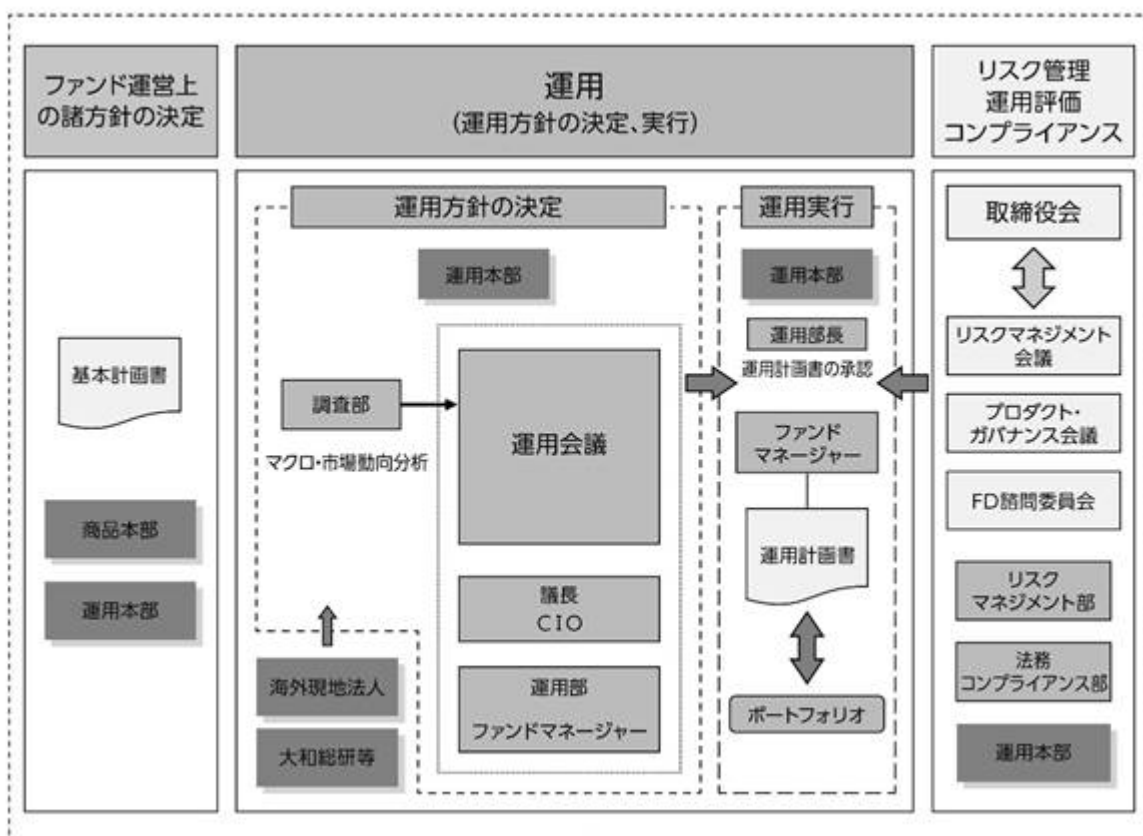 ファンド運営上
の諸方針の決定
運用
(運用方針の決定、実行)
リスク管理
運用評価
コンプライアンス
基本計画書
商品本部
運用本部
運用方針の決定
運用本部
調査部
マクロ・市場動向分析
運用会議
議長
CIO
運用部
ファンドマネージャー
海外現地法人
大和総研等
運用実行
運用本部
運用部長
運用計画書の承認
ファンド
マネージャー
運用計画書
ポートフォリオ
取締役会
リスクマネジメント
会議
プロダクト・
ガバナンス会議
FD諮問委員会
リスク
マネジメント部
法務
コンプライアンス部
運用本部